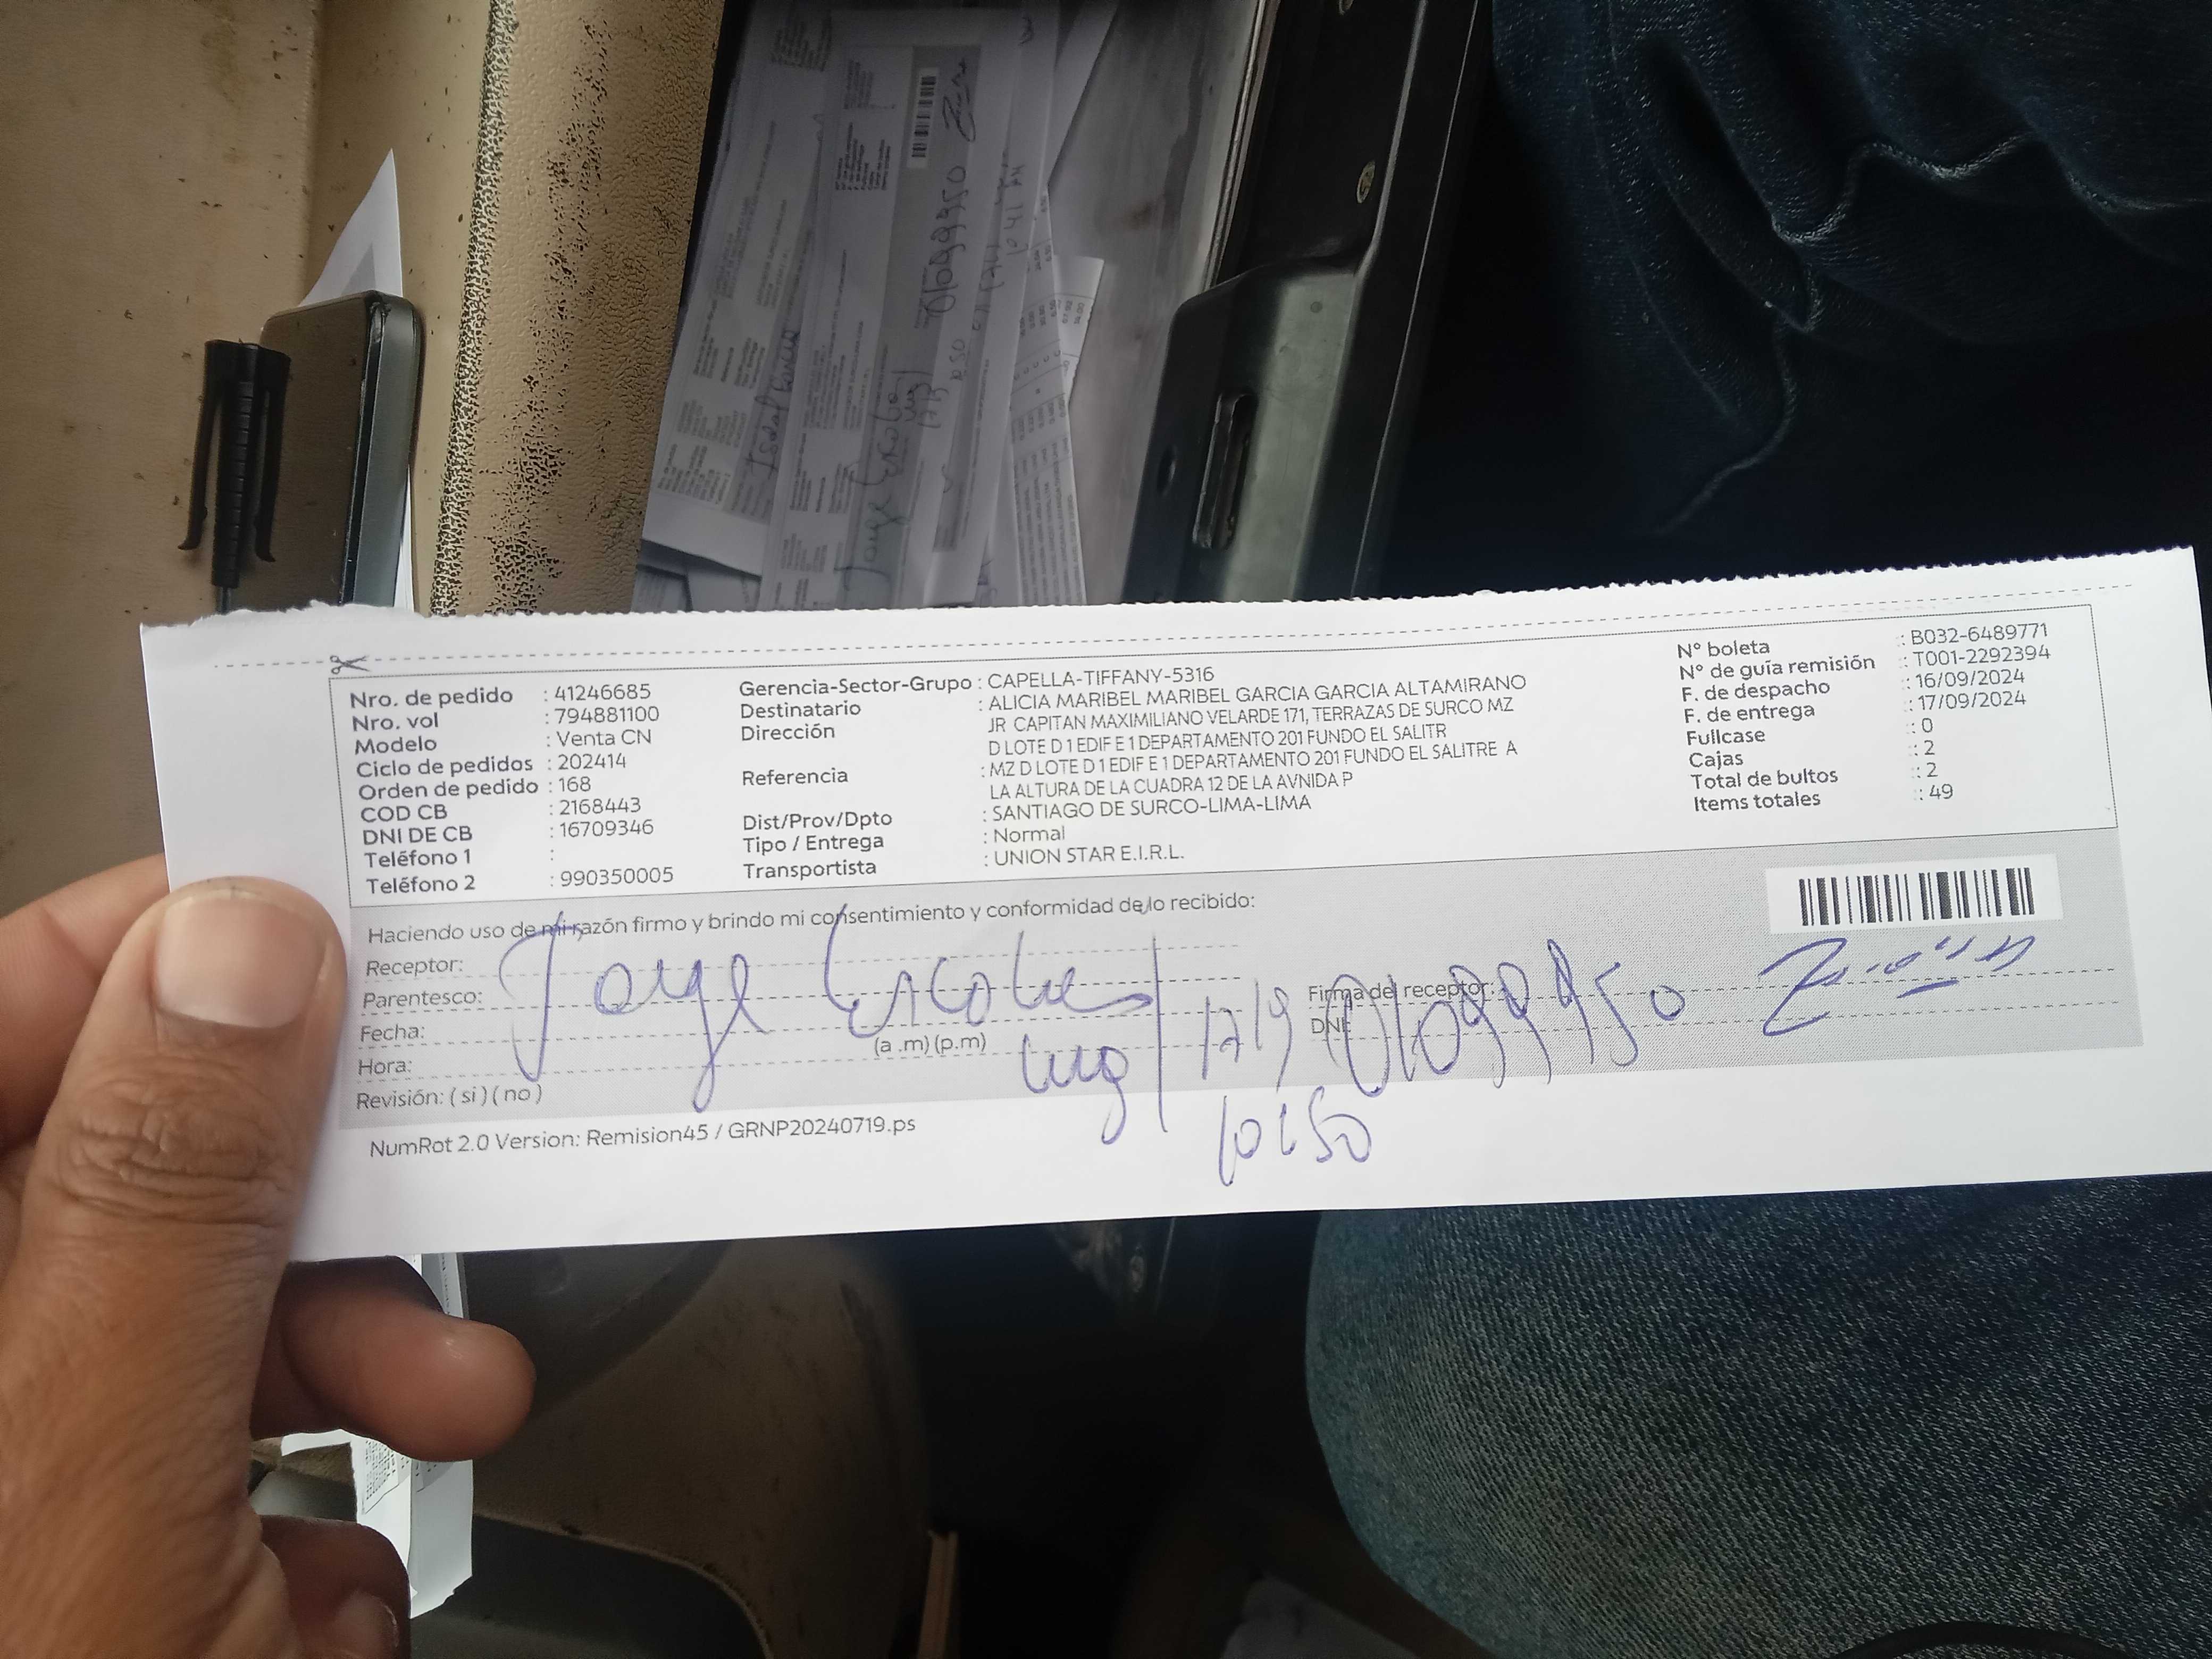 Nro. de pedido : 41246685
Nro. vol : 794881100
Modelo : Venta CN
Ciclo de pedidos : 202414
Orden de pedido : 168
COD CB : 2168443
DNI DE CB : 16709346
Teléfono 1 :
Teléfono 2 : 990350005
Gerencia-Sector-Grupo : CAPELLA-TIFFANY-5316
Destinatario : ALICIA MARIBEL MARIBEL GARCIA GARCIA ALTAMIRANO
Dirección JR CAPITAN MAXIMILIANO VELARDE 171, TERRAZAS DE SURCO MZ
D LOTE D 1 EDIF E 1 DEPARTAMENTO 201 FUNDO EL SALITR
Referencia : MZ D LOTE D 1 EDIF E 1 DEPARTAMENTO 201 FUNDO EL SALITRE A
LA ALTURA DE LA CUADRA 12 DE LA AVNIDA P
Dist/Prov/Dpto : SANTIAGO DE SURCO-LIMA-LIMA
Tipo / Entrega : Normal
Transportista : UNION STAR E.I.R.L.
N° boleta : B032-6489771
N° de guía remisión : T001-2292394
F. de despacho : 16/09/2024
F. de entrega : 17/09/2024
Fullcase : 0
Cajas : 2
Total de bultos : 2
Items totales : 49
Haciendo uso de mi razón firmo y brindo mi consentimiento y conformidad de lo recibido:
Receptor:
Parentesco:
Fecha:
Hora: (a .m) (p.m)
Revisión: ( si ) ( no )
Firma del receptor:
DNI:
Jorge Escobar
17/9
01099950
10:50
NumRot 2.0 Version: Remision45 / GRNP20240719.ps